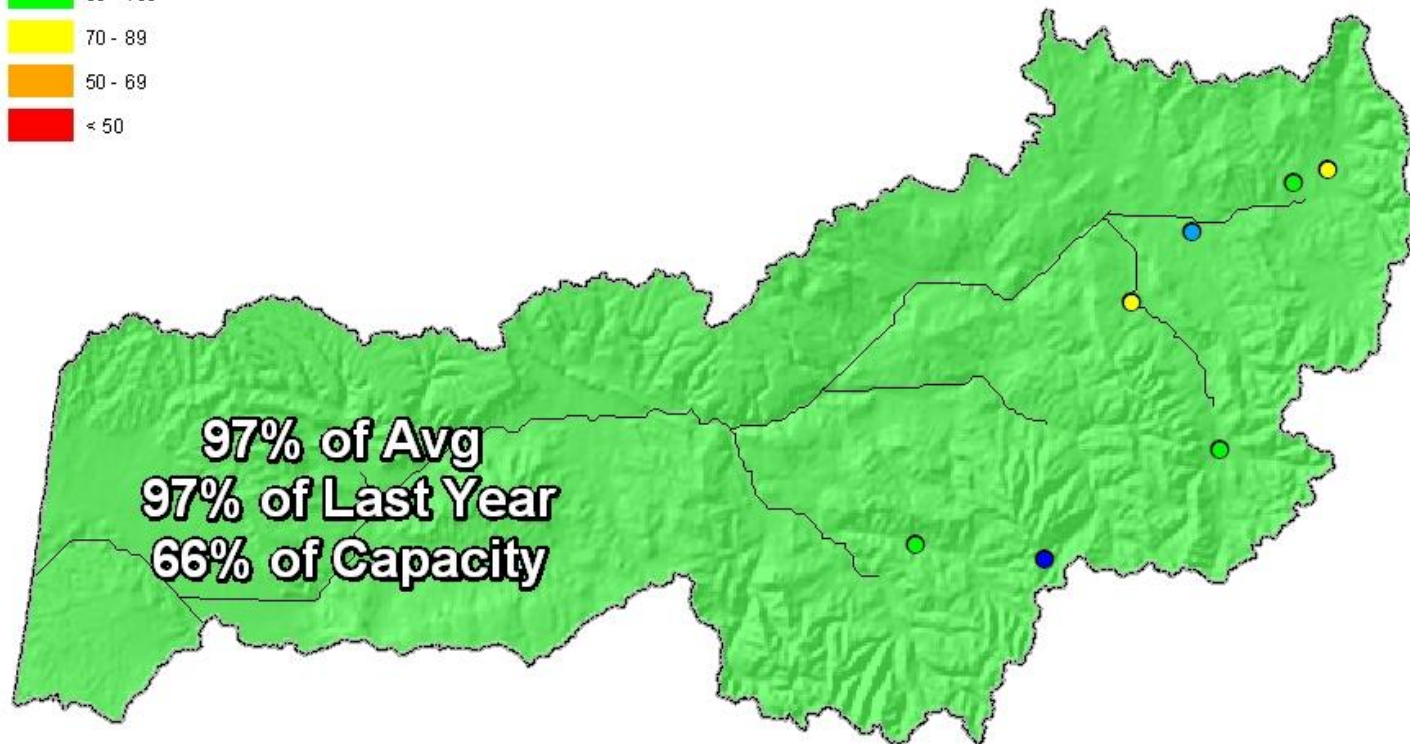 70 - 89
50 - 69
< 50
97% of Avg
97% of Last Year
66% of Capacity